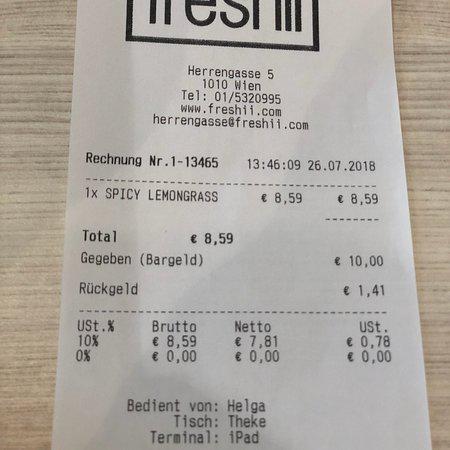 freshii
Herrengasse 5
1010 Wien
Tel: 01/5320995
www.freshii.com
herrengasse@freshii.com
Rechnung Nr.1-13465 13:46:09 26.07.2018
1x SPICY LEMONGRASS € 8,59 € 8,59
Total € 8,59
Gegeben (Bargeld) € 10,00
Rückgeld € 1,41
USt.% Brutto Netto USt.
10% € 8,59 € 7,81 € 0,78
0% € 0,00 € 0,00 € 0,00
Bedient von: Helga
Tisch: Theke
Terminal: iPad